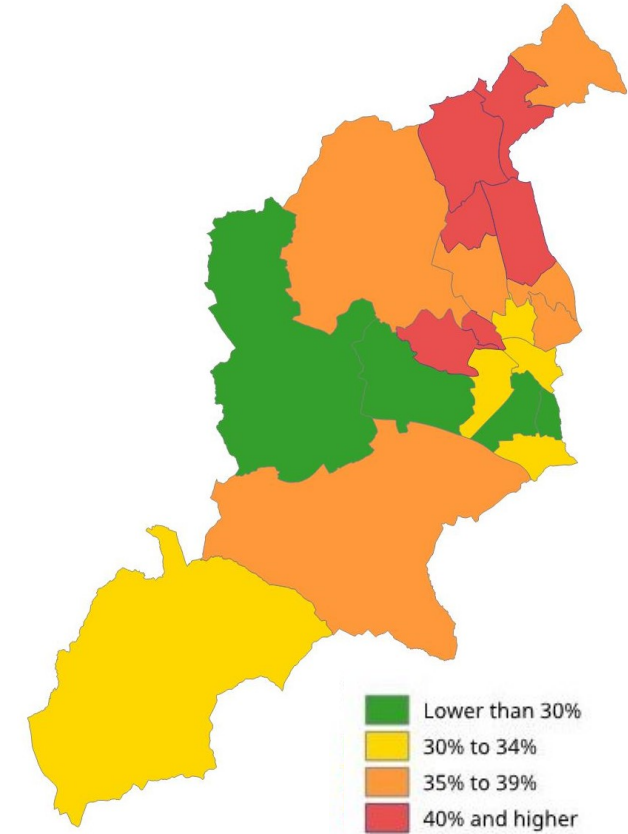 Lower than 30%
30% to 34%
35% to 39%
40% and higher